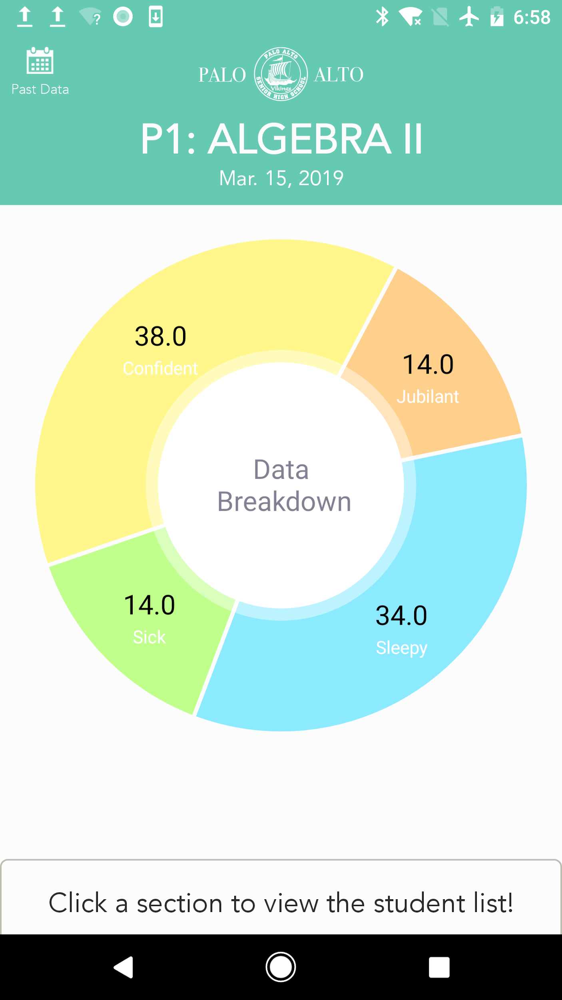 6:58
Past Data
PALO ALTO
PALO ALTO
SENIOR HIGH SCHOOL
Vikings
P1: ALGEBRA II
Mar. 15, 2019
38.0
Confident
14.0
Jubilant
Data
Breakdown
14.0
Sick
34.0
Sleepy
Click a section to view the student list!